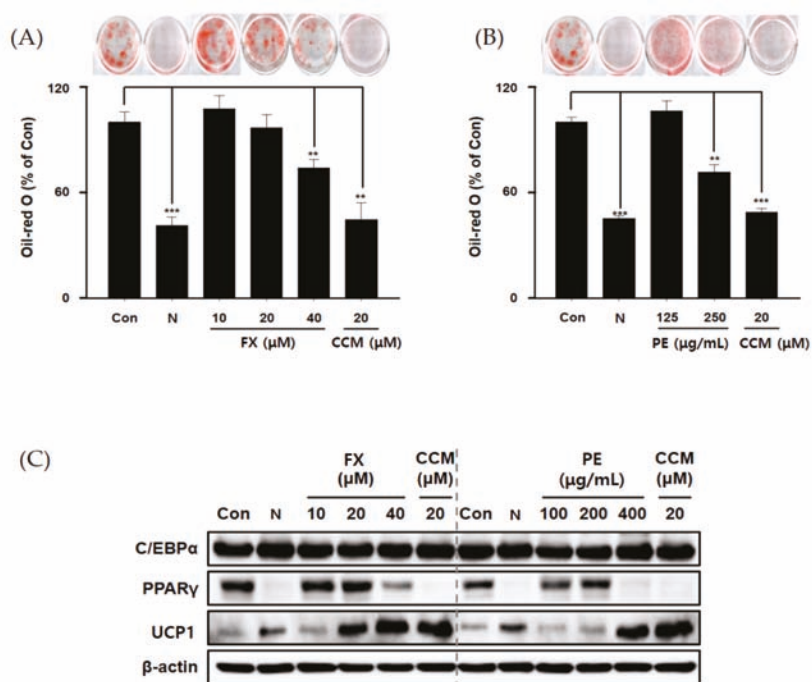 (A)
120
60
0
Oil-red O (% of Con)
***
**
**
Con N 10 20 40 20
FX (μM) CCM (μM)
(B)
120
60
0
Oil-red O (% of Con)
***
**
***
Con N 125 250 20
PE (μg/mL) CCM (μM)
(C)
FX CCM PE CCM
(μM) (μM) (μg/mL) (μM)
Con N 10 20 40 20 Con N 100 200 400 20
C/EBPα
PPARγ
UCP1
β-actin